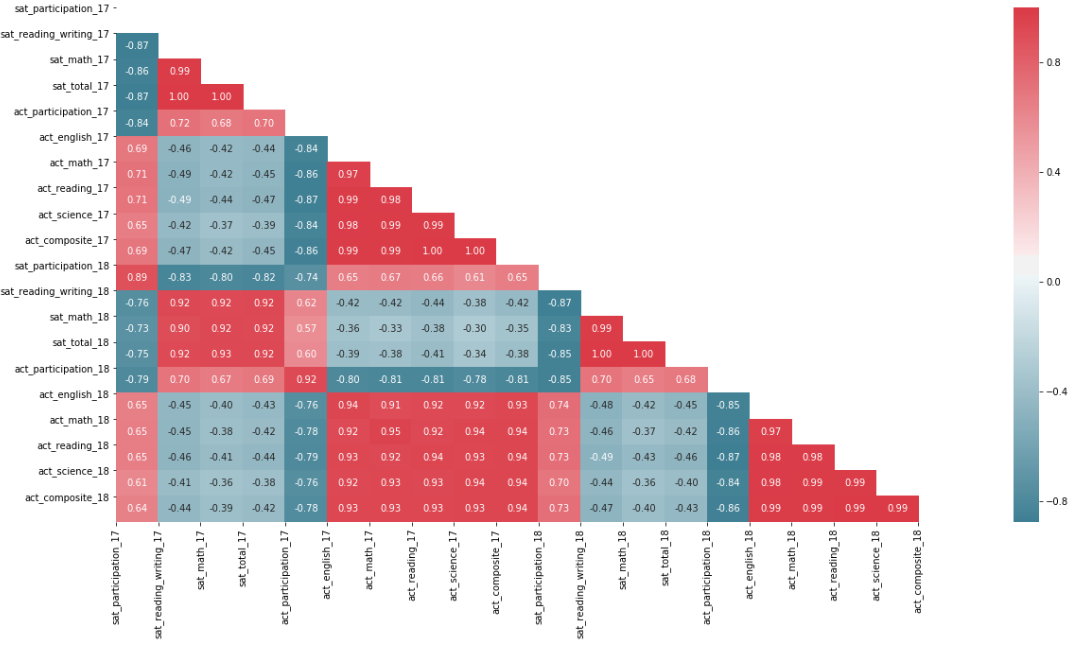 sat_participation_17
sat_reading_writing_17
-0.87
sat_math_17
-0.86 0.99
sat_total_17
-0.87 1.00 1.00
act_participation_17
-0.84 0.72 0.68 0.70
act_english_17
0.69 -0.46 -0.42 -0.44 -0.84
act_math_17
0.71 -0.49 -0.42 -0.45 -0.86 0.97
act_reading_17
0.71 -0.49 -0.44 -0.47 -0.87 0.99 0.98
act_science_17
0.65 -0.42 -0.37 -0.39 -0.84 0.98 0.99 0.99
act_composite_17
0.69 -0.47 -0.42 -0.45 -0.86 0.99 0.99 1.00 1.00
sat_participation_18
0.89 -0.83 -0.80 -0.82 -0.74 0.65 0.67 0.66 0.61 0.65
sat_reading_writing_18
-0.76 0.92 0.92 0.92 0.62 -0.42 -0.42 -0.44 -0.38 -0.42 -0.87
sat_math_18
-0.73 0.90 0.92 0.92 0.57 -0.36 -0.33 -0.38 -0.30 -0.35 -0.83 0.99
sat_total_18
-0.75 0.92 0.93 0.92 0.60 -0.39 -0.38 -0.41 -0.34 -0.38 -0.85 1.00 1.00
act_participation_18
-0.79 0.70 0.67 0.69 0.92 -0.80 -0.81 -0.81 -0.78 -0.81 -0.85 0.70 0.65 0.68
act_english_18
0.65 -0.45 -0.40 -0.43 -0.76 0.94 0.91 0.92 0.92 0.93 0.74 -0.48 -0.42 -0.45 -0.85
act_math_18
0.65 -0.45 -0.38 -0.42 -0.78 0.92 0.95 0.92 0.94 0.94 0.73 -0.46 -0.37 -0.42 -0.86 0.97
act_reading_18
0.65 -0.46 -0.41 -0.44 -0.79 0.93 0.92 0.94 0.93 0.94 0.73 -0.49 -0.43 -0.46 -0.87 0.98 0.98
act_science_18
0.61 -0.41 -0.36 -0.38 -0.76 0.92 0.93 0.93 0.94 0.94 0.70 -0.44 -0.36 -0.40 -0.84 0.98 0.99 0.99
act_composite_18
0.64 -0.44 -0.39 -0.42 -0.78 0.93 0.93 0.93 0.93 0.94 0.73 -0.47 -0.40 -0.43 -0.86 0.99 0.99 0.99 0.99
sat_participation_17
sat_reading_writing_17
sat_math_17
sat_total_17
act_participation_17
act_english_17
act_math_17
act_reading_17
act_science_17
act_composite_17
sat_participation_18
sat_reading_writing_18
sat_math_18
sat_total_18
act_participation_18
act_english_18
act_math_18
act_reading_18
act_science_18
act_composite_18
0.8
0.4
0.0
-0.4
-0.8